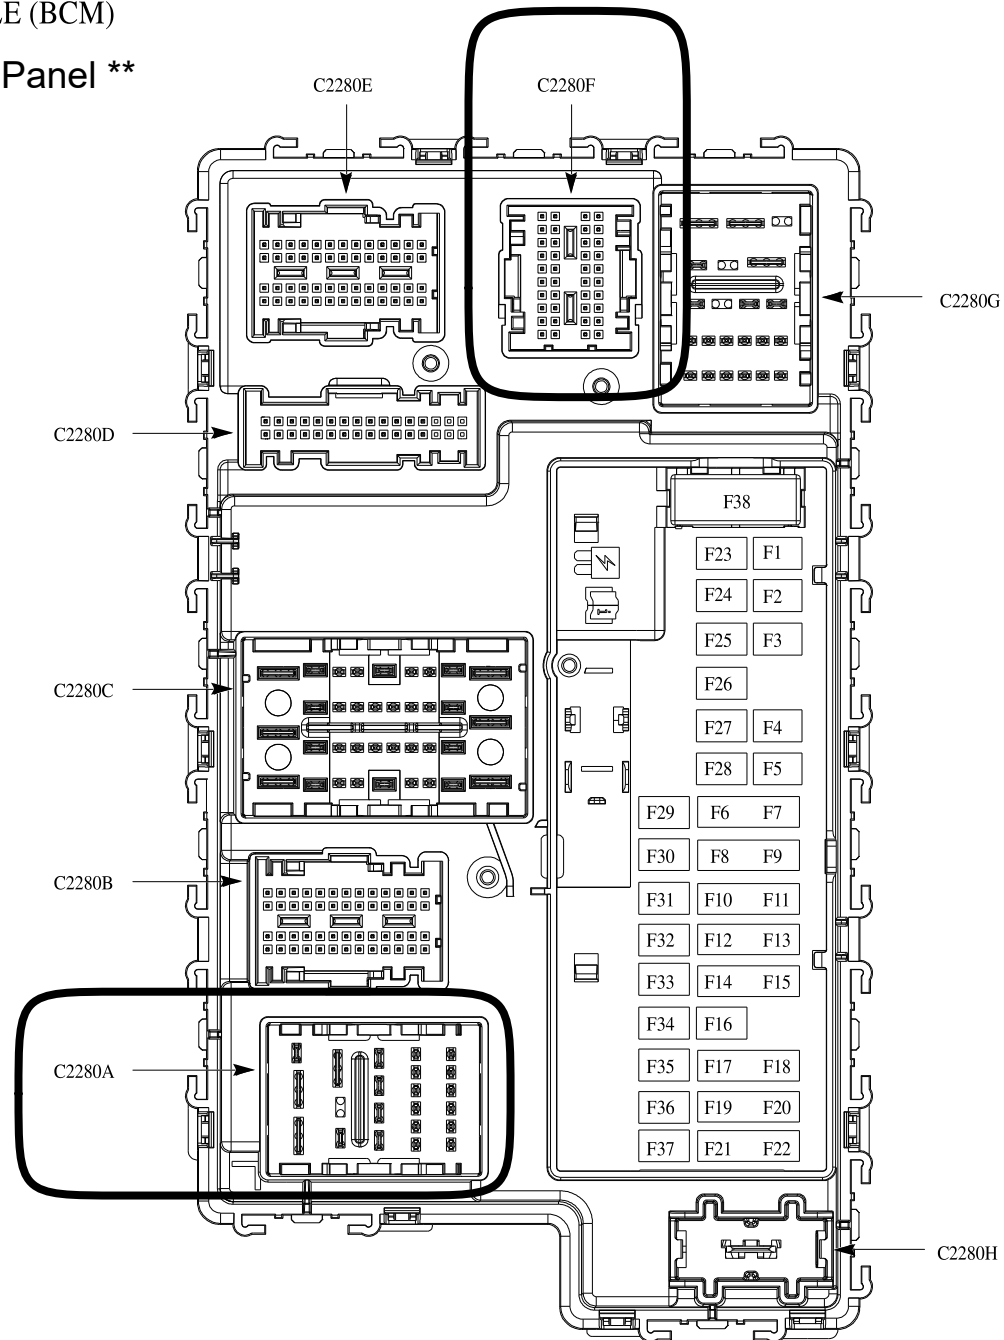 LE (BCM)
Panel **
C2280E
C2280F
C2280G
C2280D
F38
F23 F1
F24 F2
F25 F3
F26
C2280C
F27 F4
F28 F5
F29 F6 F7
F30 F8 F9
C2280B
F31 F10 F11
F32 F12 F13
F33 F14 F15
F34 F16
C2280A
F35 F17 F18
F36 F19 F20
F37 F21 F22
C2280H